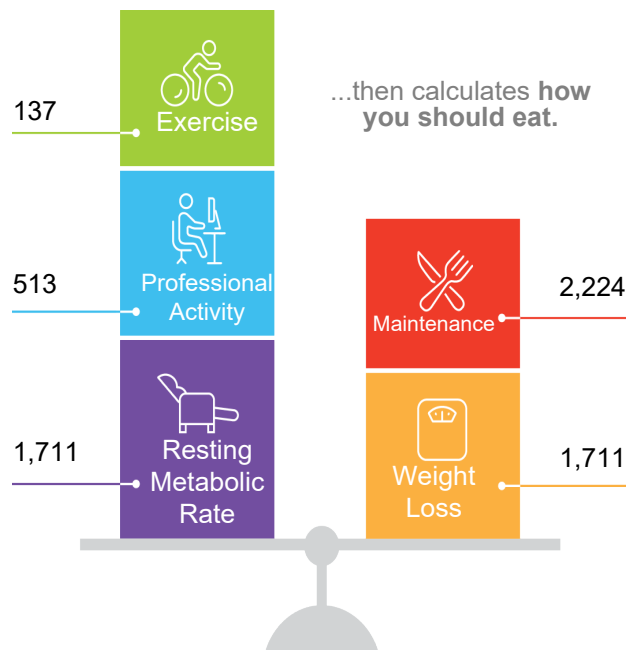 ...then calculates how
you should eat.
137
Exercise
513
Professional
Activity
1,711
Resting
Metabolic
Rate
Maintenance
2,224
Weight
Loss
1,711